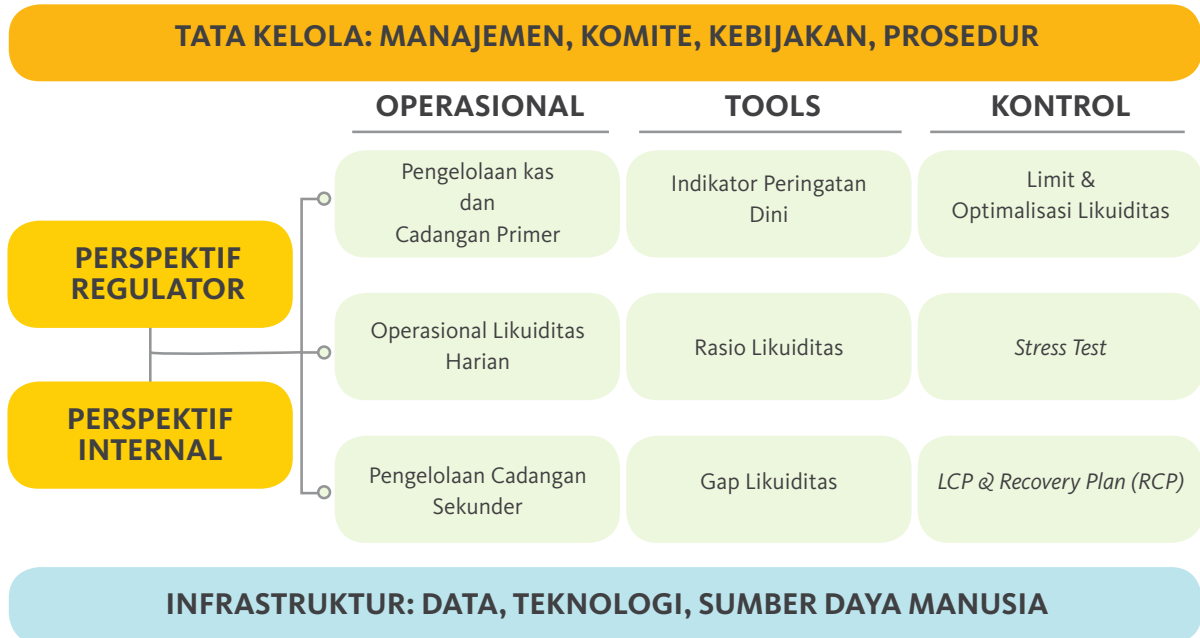 TATA KELOLA: MANAJEMEN, KOMITE, KEBIJAKAN, PROSEDUR
OPERASIONAL
TOOLS
KONTROL
PERSPEKTIF
REGULATOR
PERSPEKTIF
INTERNAL
Pengelolaan kas
dan
Cadangan Primer
Indikator Peringatan
Dini
Limit &
Optimalisasi Likuiditas
Operasional Likuiditas
Harian
Rasio Likuiditas
Stress Test
Pengelolaan Cadangan
Sekunder
Gap Likuiditas
LCP & Recovery Plan (RCP)
INFRASTRUKTUR: DATA, TEKNOLOGI, SUMBER DAYA MANUSIA